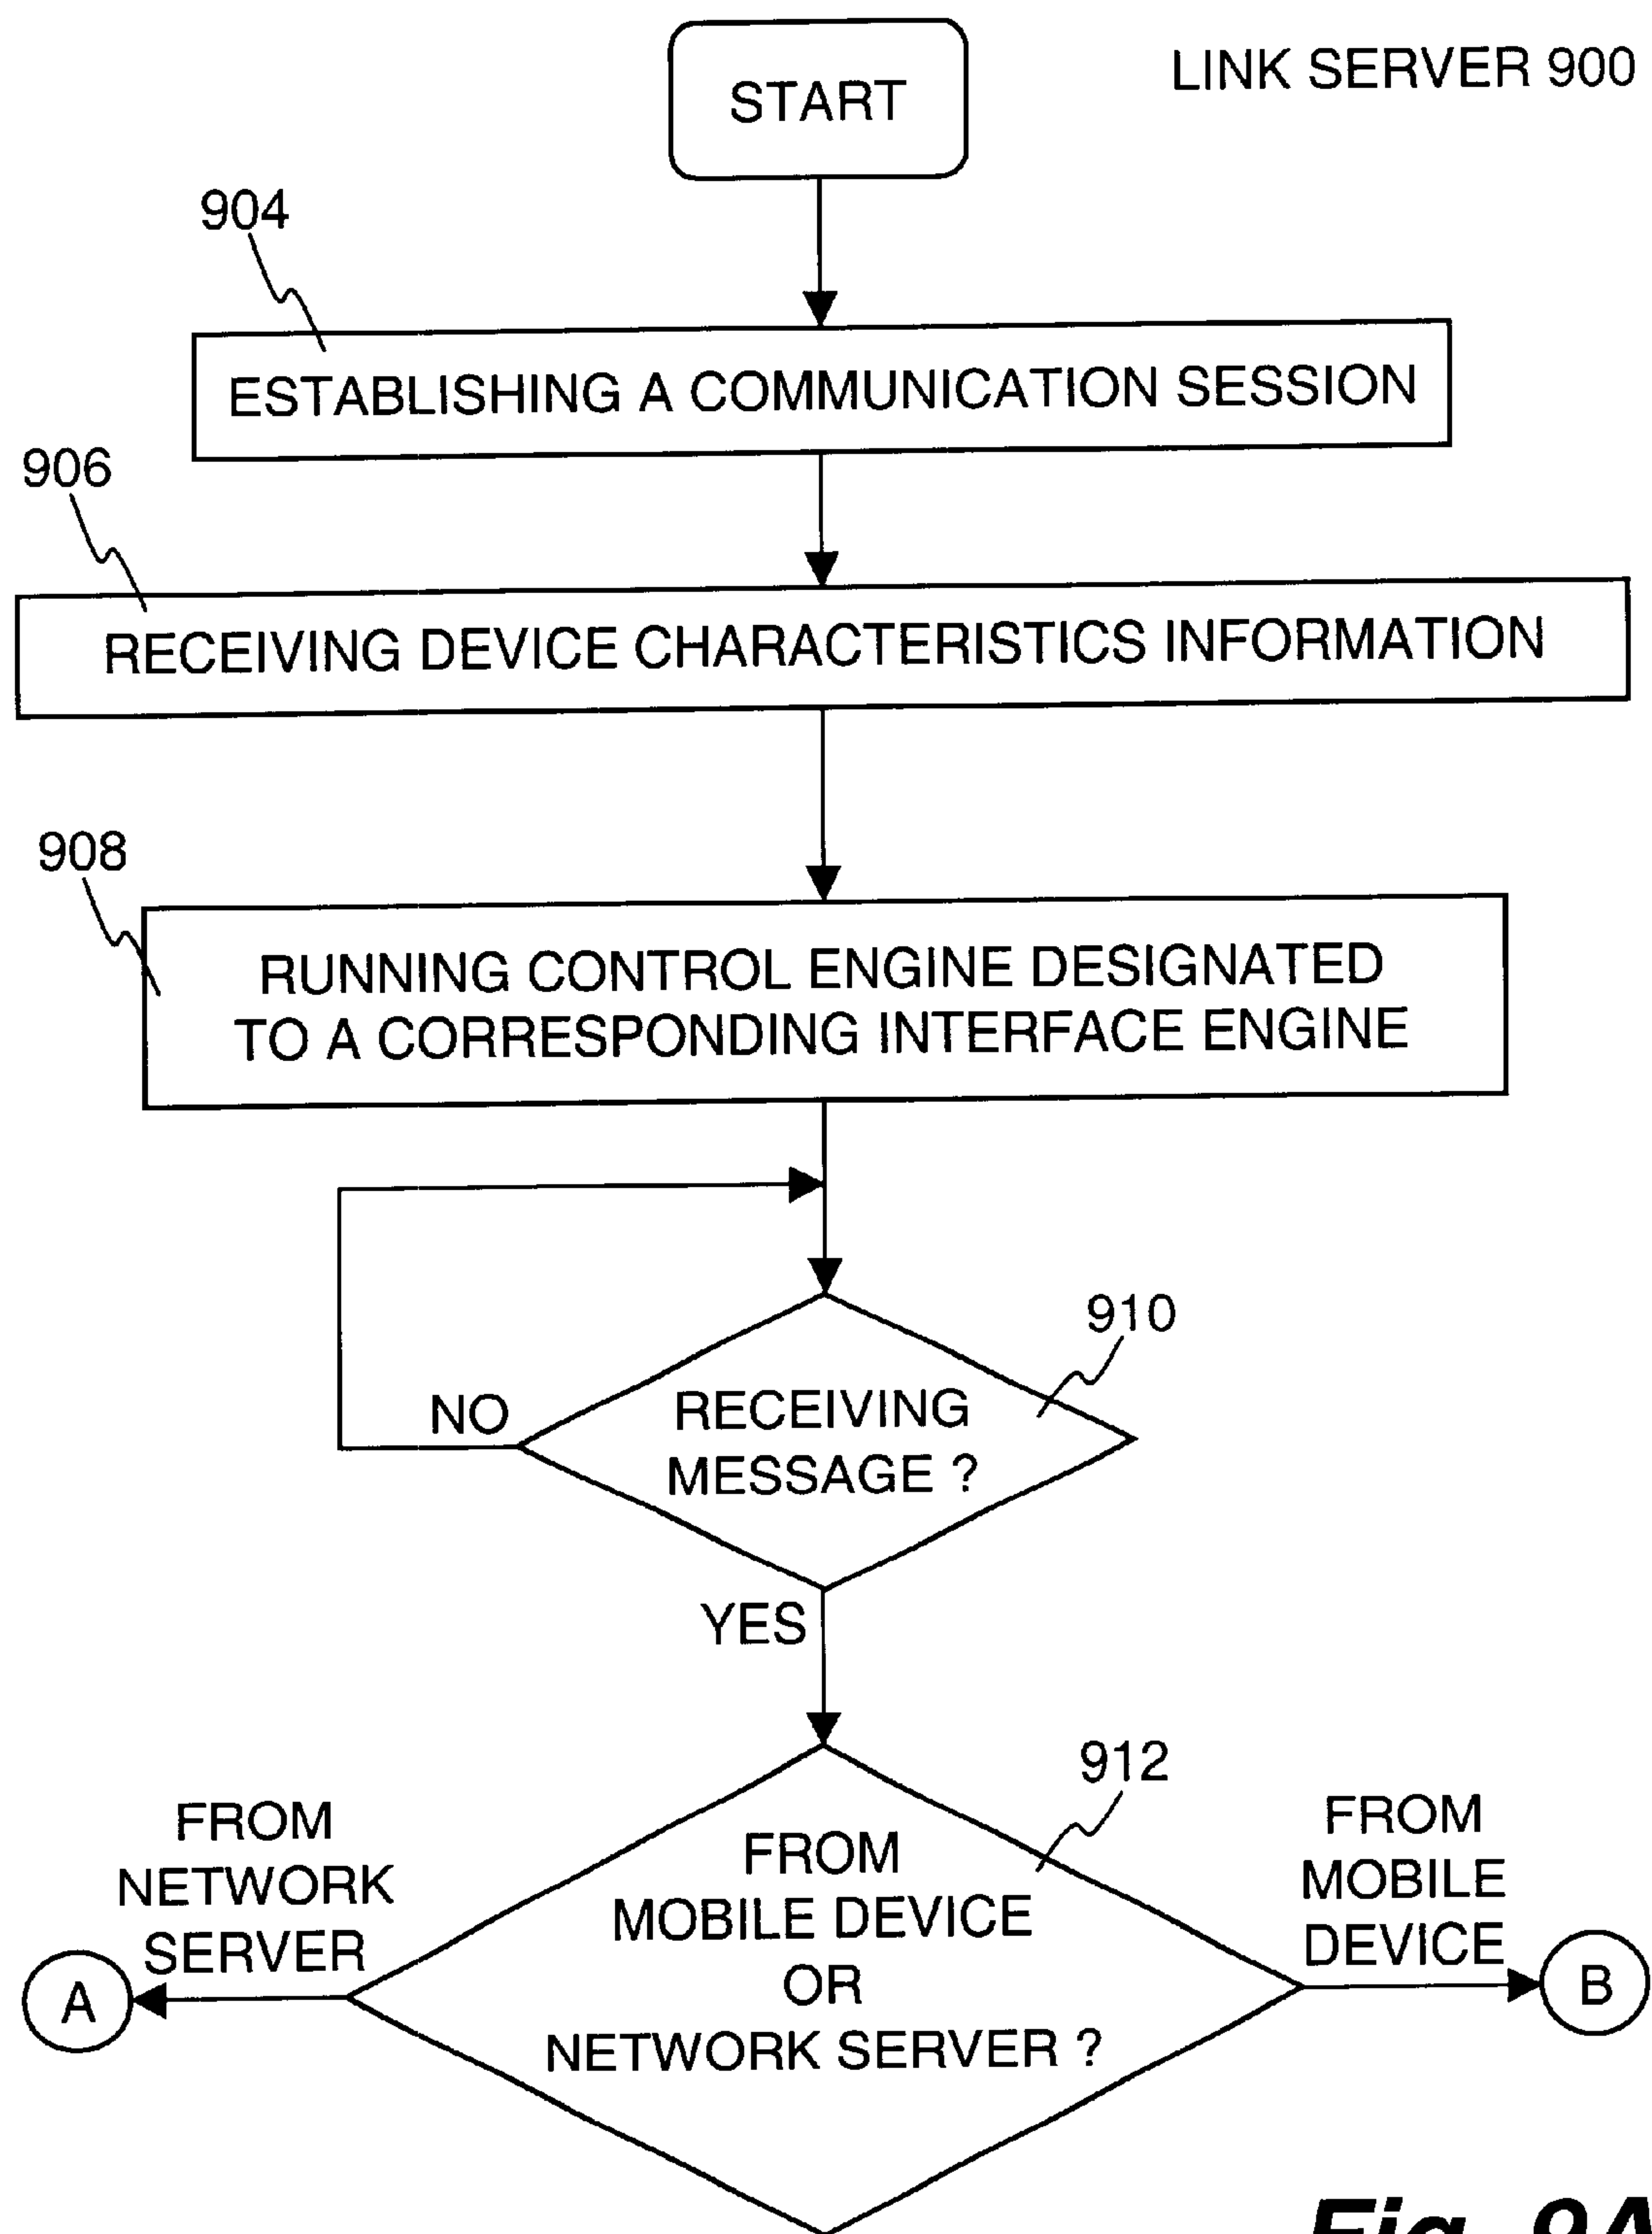 LINK SERVER 900
START
904
ESTABLISHING A COMMUNICATION SESSION
906
RECEIVING DEVICE CHARACTERISTICS INFORMATION
908
RUNNING CONTROL ENGINE DESIGNATED
TO A CORRESPONDING INTERFACE ENGINE
910
NO
RECEIVING
MESSAGE ?
YES
912
FROM
NETWORK
SERVER
A
FROM
MOBILE DEVICE
OR
NETWORK SERVER ?
FROM
MOBILE
DEVICE
B
Fig. 9A